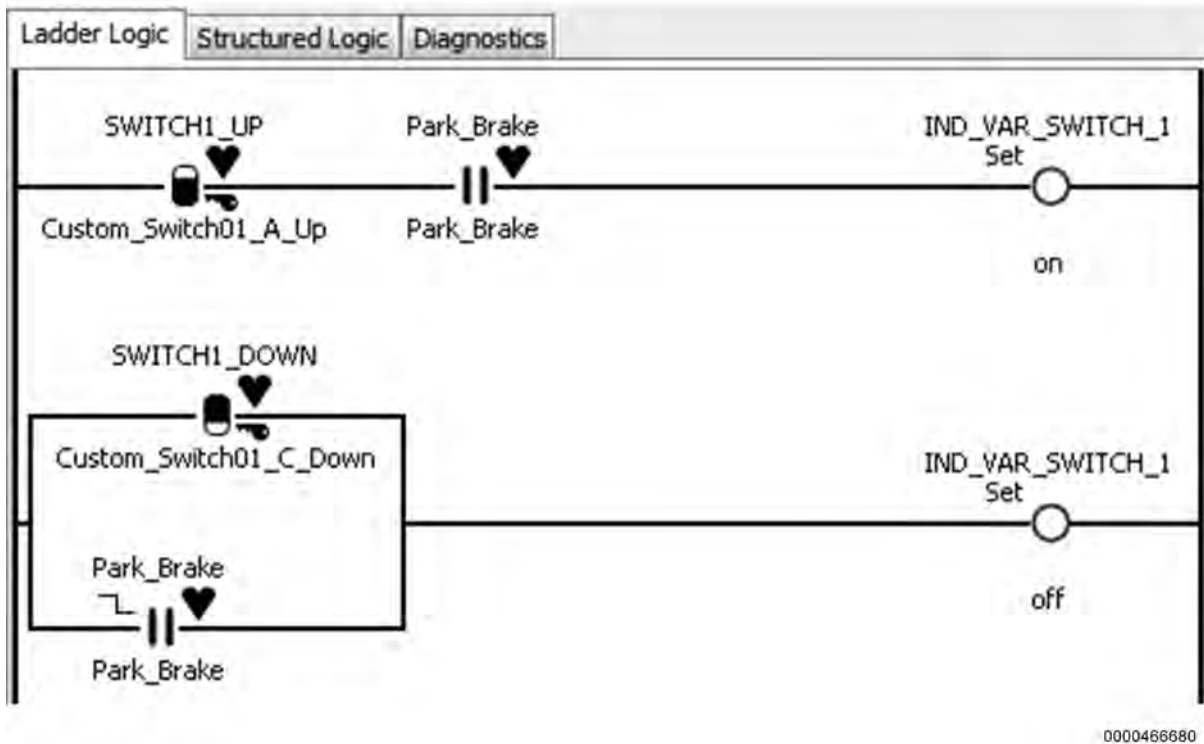 Ladder Logic Structured Logic Diagnostics
SWITCH1_UP Park_Brake IND_VAR_SWITCH_1
Set
Custom_Switch01_A_Up Park_Brake
on
SWITCH1_DOWN
Custom_Switch01_C_Down IND_VAR_SWITCH_1
Set
Park_Brake
off
Park_Brake
0000466680